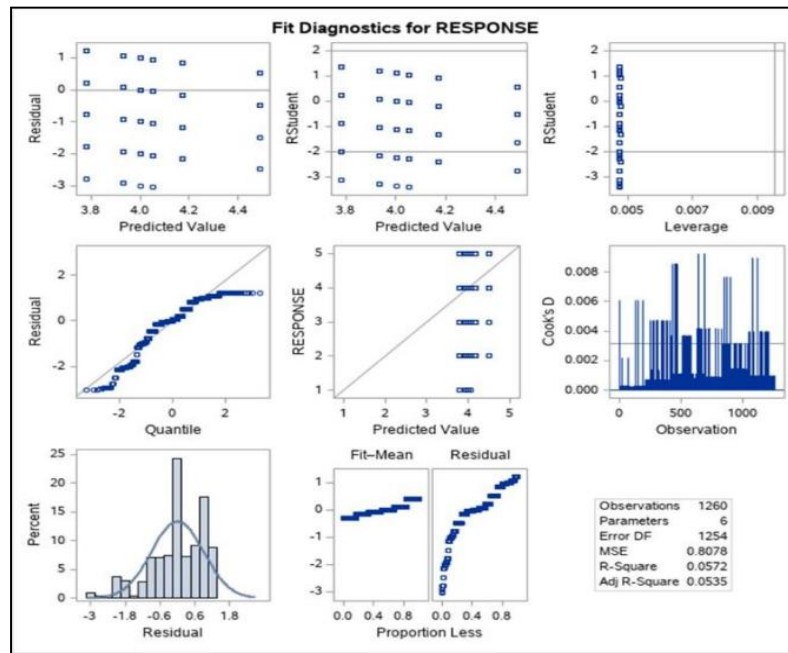 Fit Diagnostics for RESPONSE
Residual
1
0
-1
-2
-3
3.8 4.0 4.2 4.4
Predicted Value
RStudent
2
1
0
-1
-2
-3
3.8 4.0 4.2 4.4
Predicted Value
RStudent
2
1
0
-1
-2
-3
0.005 0.007 0.009
Leverage
Residual
2
0
-2
-2 0 2
Quantile
RESPONSE
5
4
3
2
1
1 2 3 4 5
Predicted Value
Cook's D
0.008
0.006
0.004
0.002
0.000
0 500 1000
Observation
Percent
25
20
15
10
5
0
-3 -1.8 -0.6 0.6 1.8
Residual
Fit–Mean Residual
1
0
-1
-2
-3
0.0 0.4 0.8 0.0 0.4 0.8
Proportion Less
Observations 1260
Parameters 6
Error DF 1254
MSE 0.8078
R-Square 0.0572
Adj R-Square 0.0535